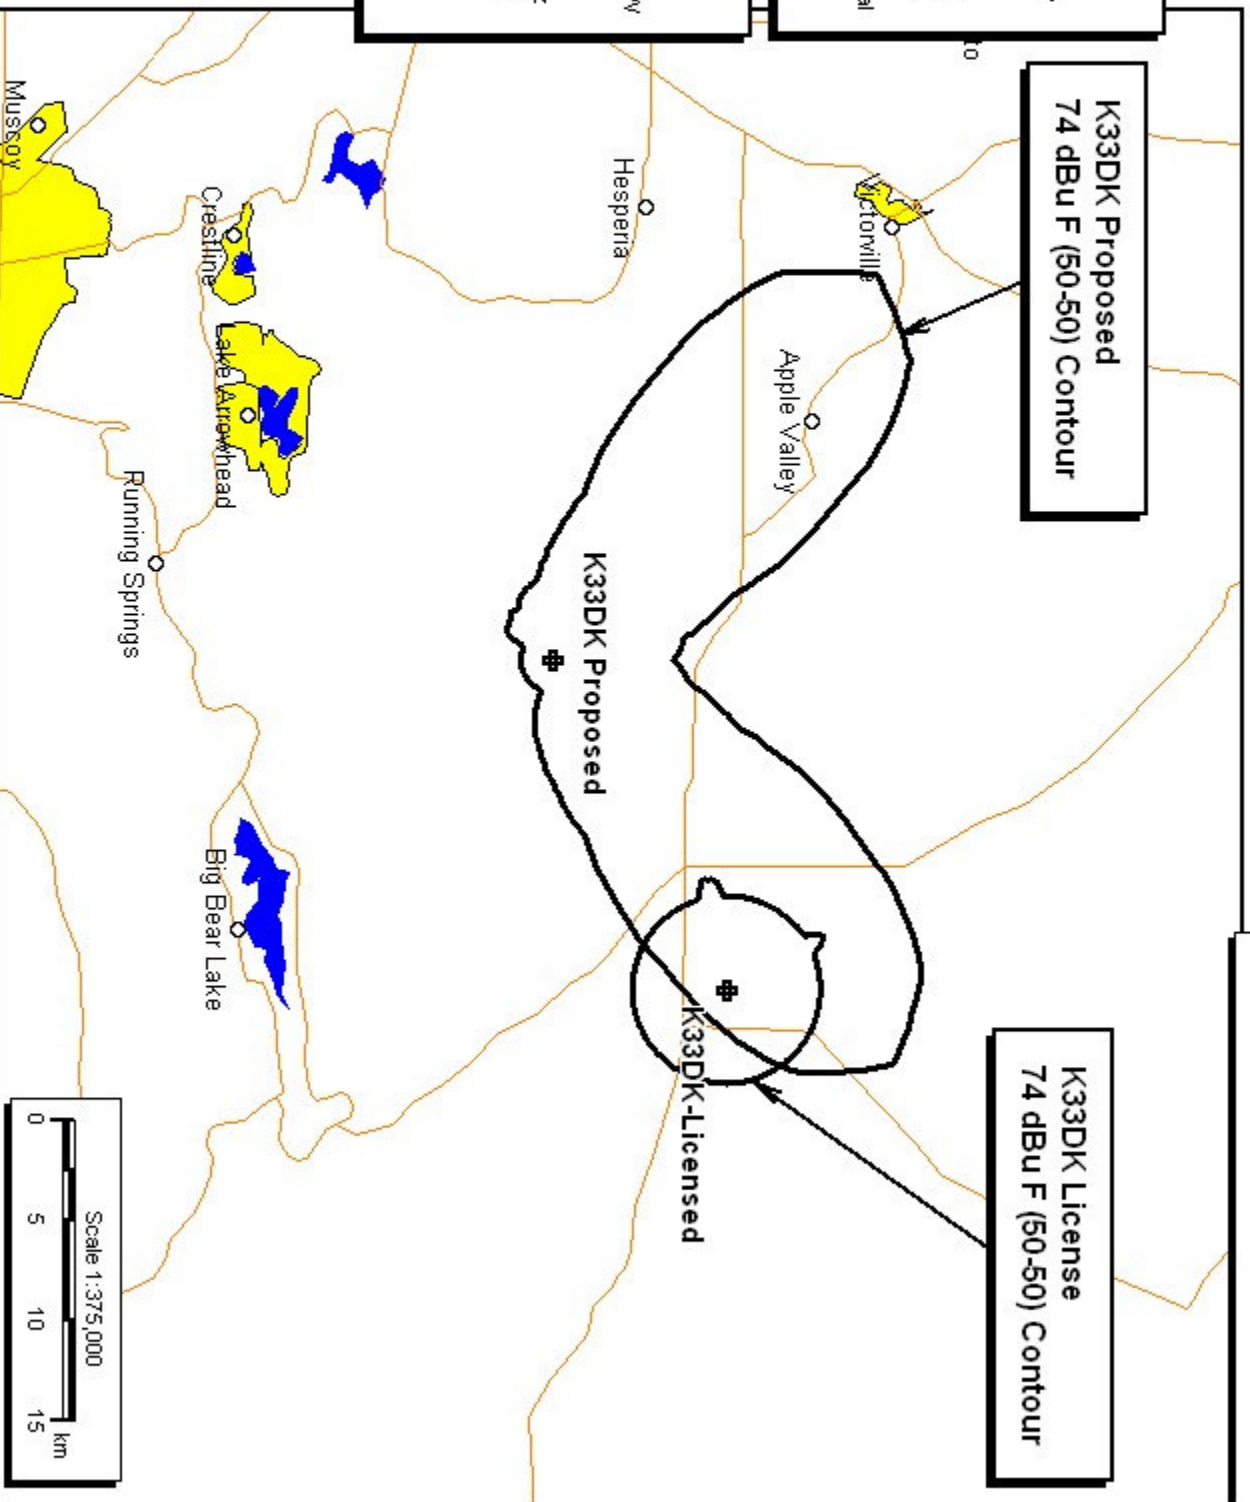 K33DK Proposed
74 dBu F (50-50) Contour
K33DK License
74 dBu F (50-50) Contour
to
Victorville
Apple Valley
Hesperia
K33DK Proposed
K33DK-Licensed
Crestline
Lake Arrowhead
Running Springs
Big Bear Lake
Muscoy
Scale 1:375,000
0 5 10 15
km